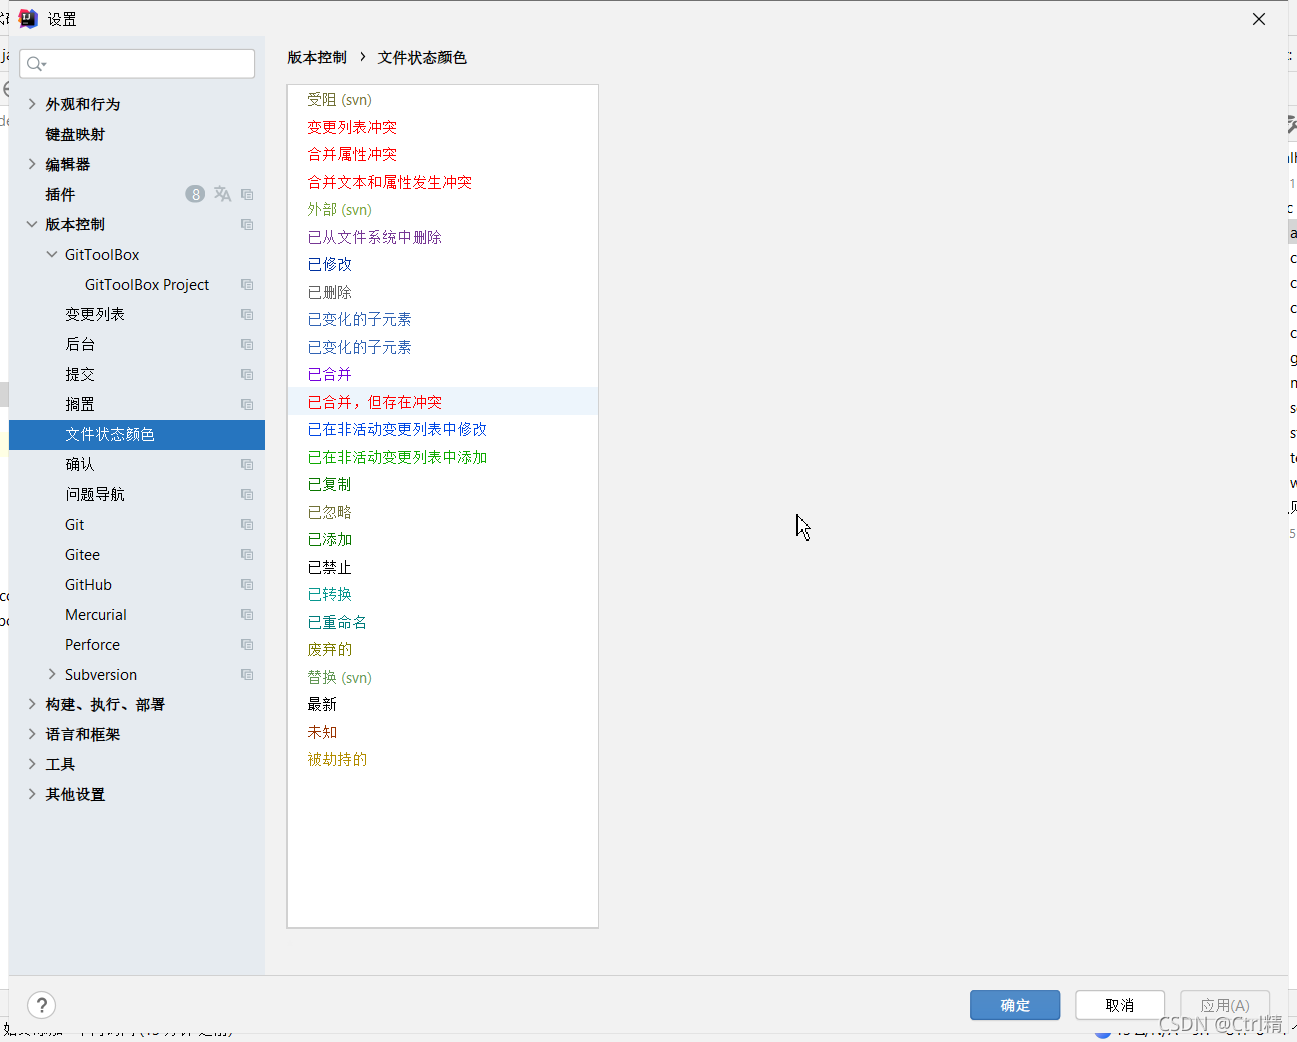 设置
版本控制 › 文件状态颜色
外观和行为
键盘映射
编辑器
插件 8
版本控制
GitToolBox
GitToolBox Project
变更列表
后台
提交
搁置
文件状态颜色
确认
问题导航
Git
Gitee
GitHub
Mercurial
Perforce
Subversion
构建、执行、部署
语言和框架
工具
其他设置
受阻 (svn)
变更列表冲突
合并属性冲突
合并文本和属性发生冲突
外部 (svn)
已从文件系统中删除
已修改
已删除
已变化的子元素
已变化的子元素
已合并
已合并，但存在冲突
已在非活动变更列表中修改
已在非活动变更列表中添加
已复制
已忽略
已添加
已禁止
已转换
已重命名
废弃的
替换 (svn)
最新
未知
被劫持的
?
确定
取消
应用(A)
CSDN @Ctrl精